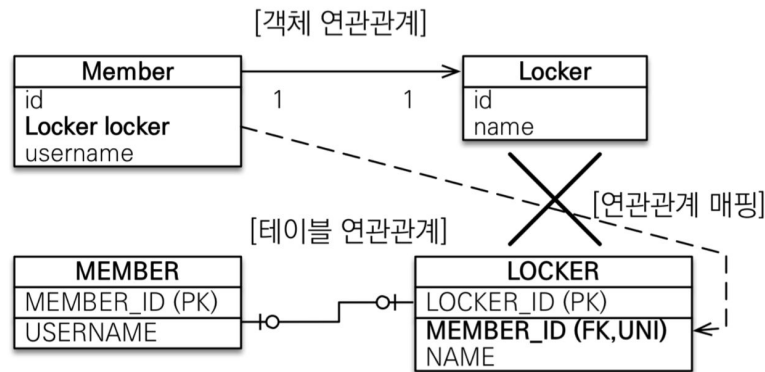 [객체 연관관계]
Member
id
Locker locker
username
1
1
Locker
id
name
[연관관계 매핑]
[테이블 연관관계]
MEMBER
MEMBER_ID (PK)
USERNAME
LOCKER
LOCKER_ID (PK)
MEMBER_ID (FK,UNI)
NAME